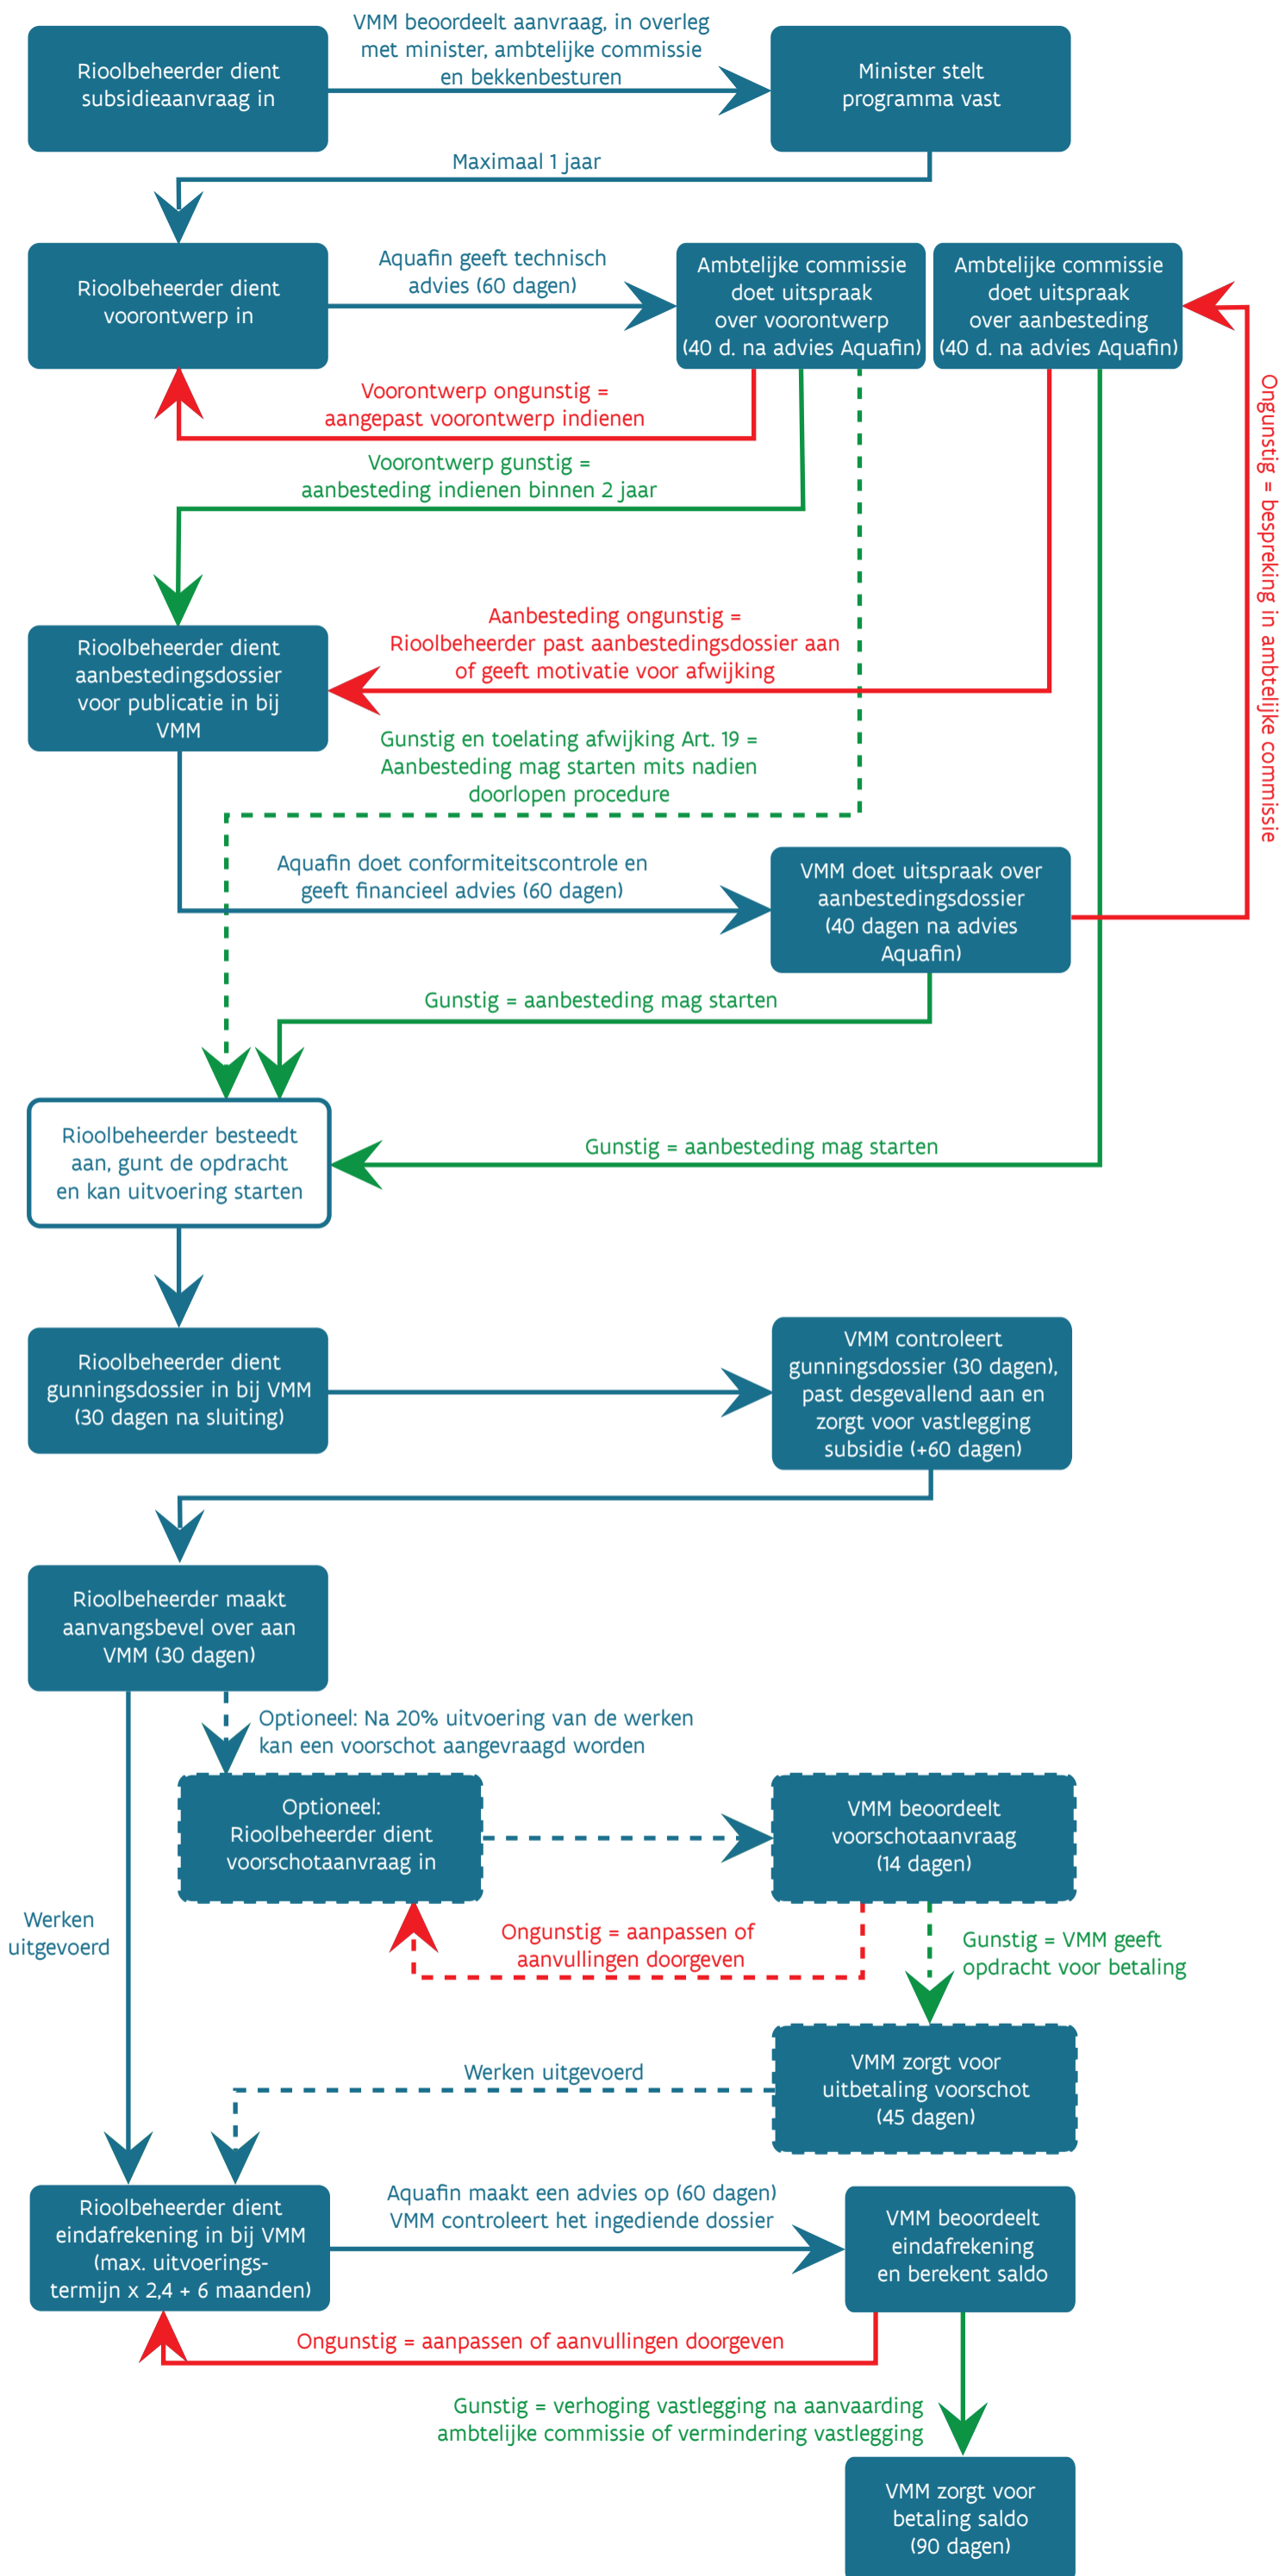 Rioolbeheerder dient
subsidieaanvraag in
VMM beoordeelt aanvraag, in overleg
met minister, ambtelijke commissie
en bekkenbesturen
Minister stelt
programma vast
Maximaal 1 jaar
Rioolbeheerder dient
voorontwerp in
Aquafin geeft technisch
advies (60 dagen)
Ambtelijke commissie
doet uitspraak
over voorontwerp
(40 d. na advies Aquafin)
Ambtelijke commissie
doet uitspraak
over aanbesteding
(40 d. na advies Aquafin)
Voorontwerp ongunstig =
aangepast voorontwerp indienen
Voorontwerp gunstig =
aanbesteding indienen binnen 2 jaar
Ongunstig = bespreking in ambtelijke commissie
Aanbesteding ongunstig =
Rioolbeheerder past aanbestedingsdossier aan
of geeft motivatie voor afwijking
Rioolbeheerder dient
aanbestedingsdossier
voor publicatie in bij
VMM
Gunstig en toelating afwijking Art. 19 =
Aanbesteding mag starten mits nadien
doorlopen procedure
Aquafin doet conformiteitscontrole en
geeft financieel advies (60 dagen)
VMM doet uitspraak over
aanbestedingsdossier
(40 dagen na advies
Aquafin)
Gunstig = aanbesteding mag starten
Rioolbeheerder besteedt
aan, gunt de opdracht
en kan uitvoering starten
Gunstig = aanbesteding mag starten
Rioolbeheerder dient
gunningsdossier in bij VMM
(30 dagen na sluiting)
VMM controleert
gunningsdossier (30 dagen),
past desgevallend aan en
zorgt voor vastlegging
subsidie (+60 dagen)
Rioolbeheerder maakt
aanvangsbevel over aan
VMM (30 dagen)
Optioneel: Na 20% uitvoering van de werken
kan een voorschot aangevraagd worden
Optioneel:
Rioolbeheerder dient
voorschotaanvraag in
VMM beoordeelt
voorschotaanvraag
(14 dagen)
Werken
uitgevoerd
Ongunstig = aanpassen of
aanvullingen doorgeven
Gunstig = VMM geeft
opdracht voor betaling
VMM zorgt voor
uitbetaling voorschot
(45 dagen)
Werken uitgevoerd
Rioolbeheerder dient
eindafrekening in bij VMM
(max. uitvoerings-
termijn x 2,4 + 6 maanden)
Aquafin maakt een advies op (60 dagen)
VMM controleert het ingediende dossier
VMM beoordeelt
eindafrekening
en berekent saldo
Ongunstig = aanpassen of aanvullingen doorgeven
Gunstig = verhoging vastlegging na aanvaarding
ambtelijke commissie of vermindering vastlegging
VMM zorgt voor
betaling saldo
(90 dagen)